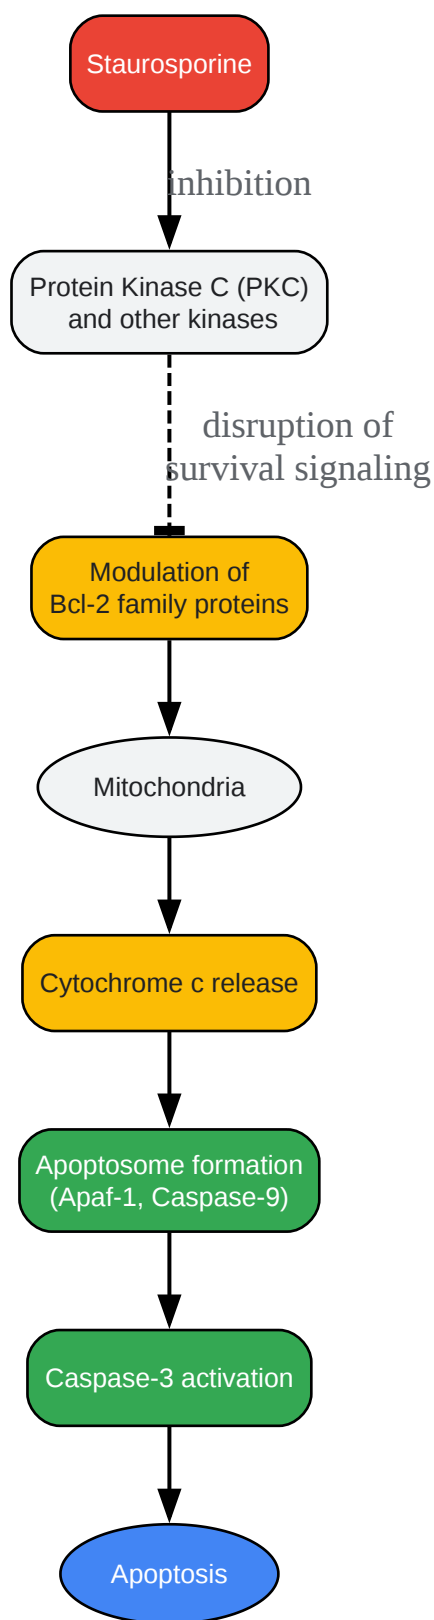 Staurosporine
inhibition
Protein Kinase C (PKC)
and other kinases
disruption of
survival signaling
Modulation of
Bcl-2 family proteins
Mitochondria
Cytochrome c release
Apoptosome formation
(Apaf-1, Caspase-9)
Caspase-3 activation
Apoptosis